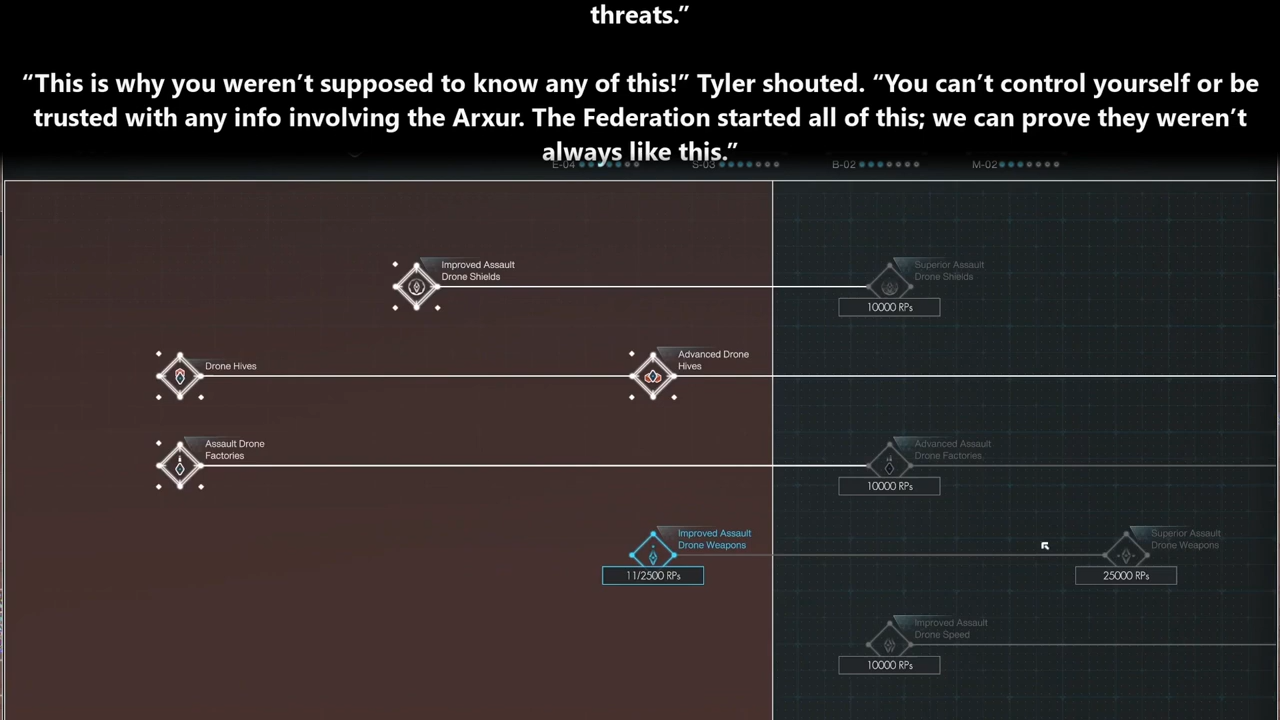 threats.”
“This is why you weren’t supposed to know any of this!” Tyler shouted. “You can’t control yourself or be
trusted with any info involving the Arxur. The Federation started all of this; we can prove they weren’t
always like this.”
E-04
S-03
B-02
M-02
Improved Assault
Drone Shields
Superior Assault
Drone Shields
10000 RPs
Drone Hives
Advanced Drone
Hives
Assault Drone
Factories
Advanced Assault
Drone Factories
10000 RPs
Improved Assault
Drone Weapons
11/2500 RPs
Superior Assault
Drone Weapons
25000 RPs
Improved Assault
Drone Speed
10000 RPs